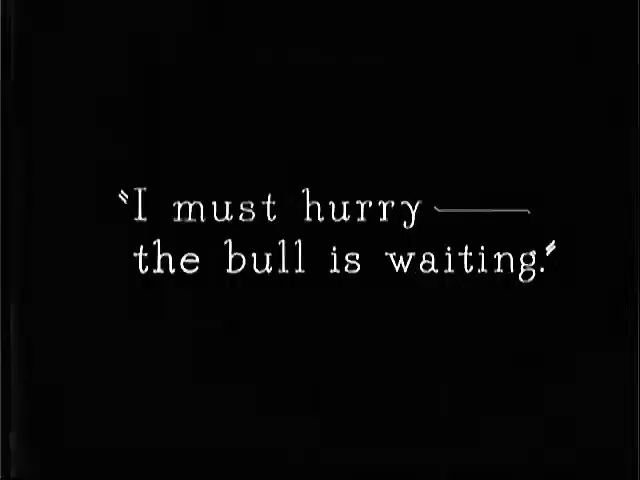 "I must hurry ——
the bull is waiting."